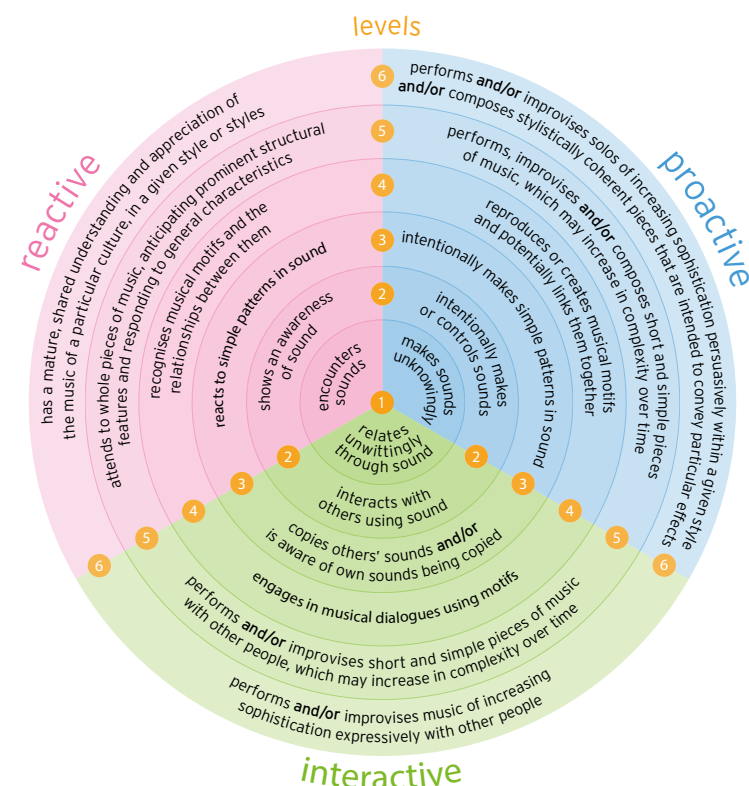 levels
reactive
proactive
interactive
6
5
4
3
2
1
2
3
4
5
6
2
3
4
5
6
has a mature, shared understanding and appreciation of
the music of a particular culture, in a given style or styles
attends to whole pieces of music, anticipating prominent structural
features and responding to general characteristics
recognises musical motifs and the
relationships between them
reacts to simple patterns in sound
shows an awareness
of sound
encounters
sounds
performs and/or improvises solos of increasing sophistication persuasively within a given style
and/or composes stylistically coherent pieces that are intended to convey particular effects
performs, improvises and/or composes short and simple pieces
of music, which may increase in complexity over time
reproduces or creates musical motifs
and potentially links them together
intentionally makes simple patterns in sound
intentionally makes
or controls sounds
makes sounds
unknowingly
relates
unwittingly
through sound
interacts with
others using sound
copies others' sounds and/or
is aware of own sounds being copied
engages in musical dialogues using motifs
performs and/or improvises short and simple pieces of music
with other people, which may increase in complexity over time
performs and/or improvises music of increasing
sophistication expressively with other people